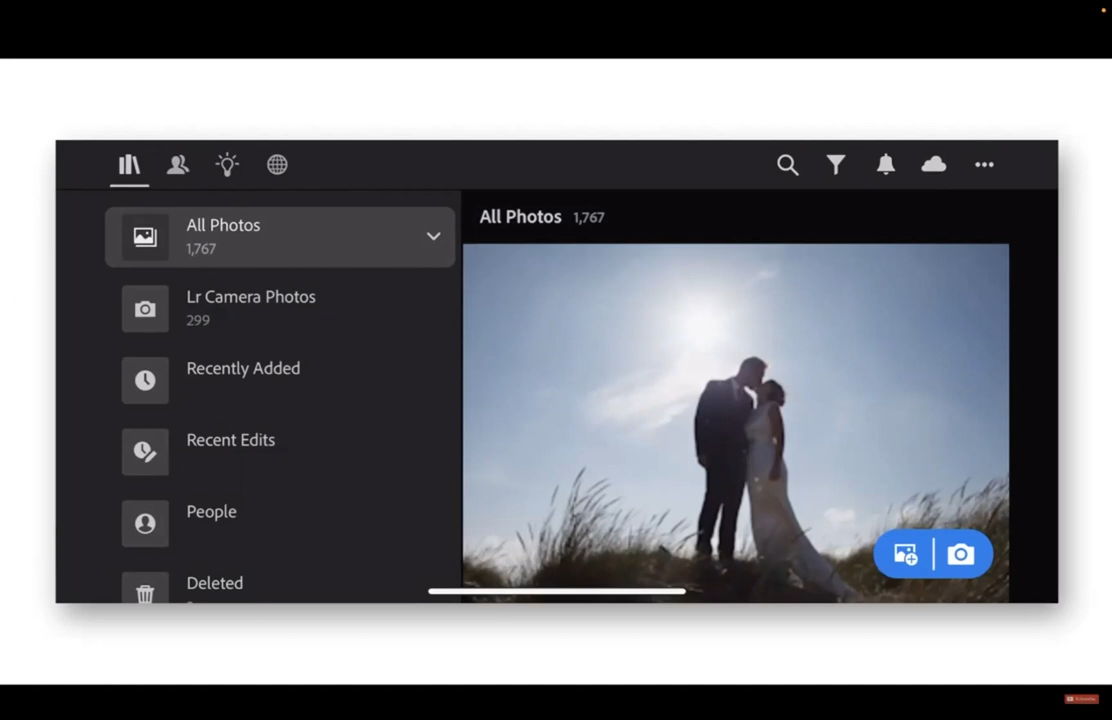 All Photos
1,767
Lr Camera Photos
299
Recently Added
Recent Edits
People
Deleted
All Photos 1,767